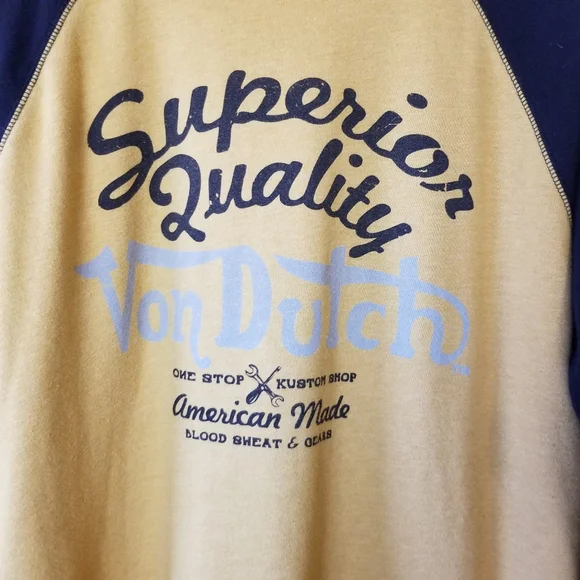 Superior
Quality
Von Dutch
ONE STOP KUSTOM SHOP
American Made
BLOOD SWEAT & GEARS